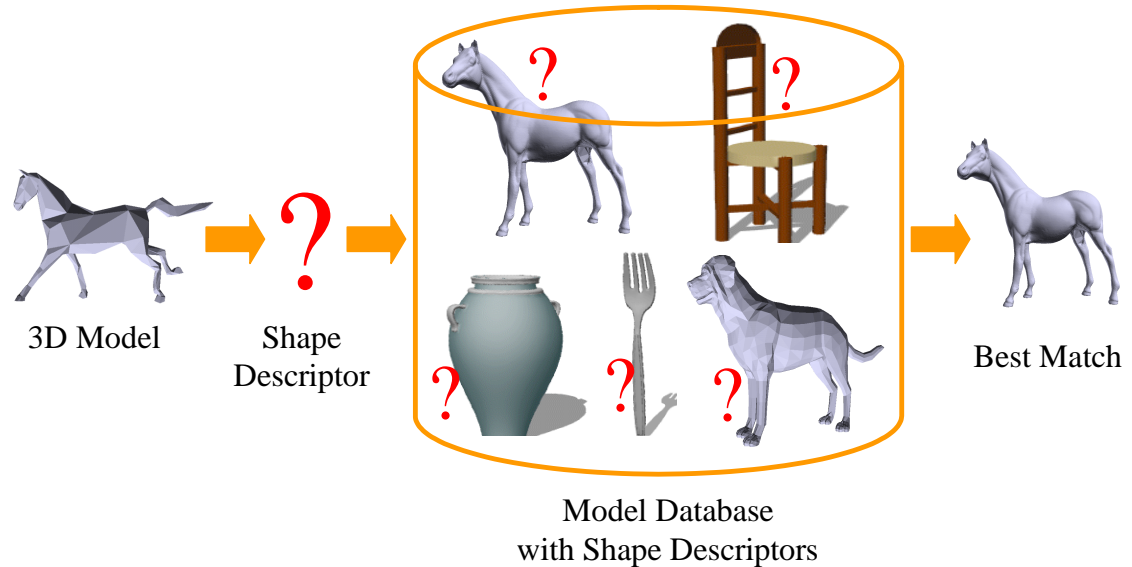 ?
?
?
3D Model
Shape
Descriptor
?
?
?
Best Match
Model Database
with Shape Descriptors